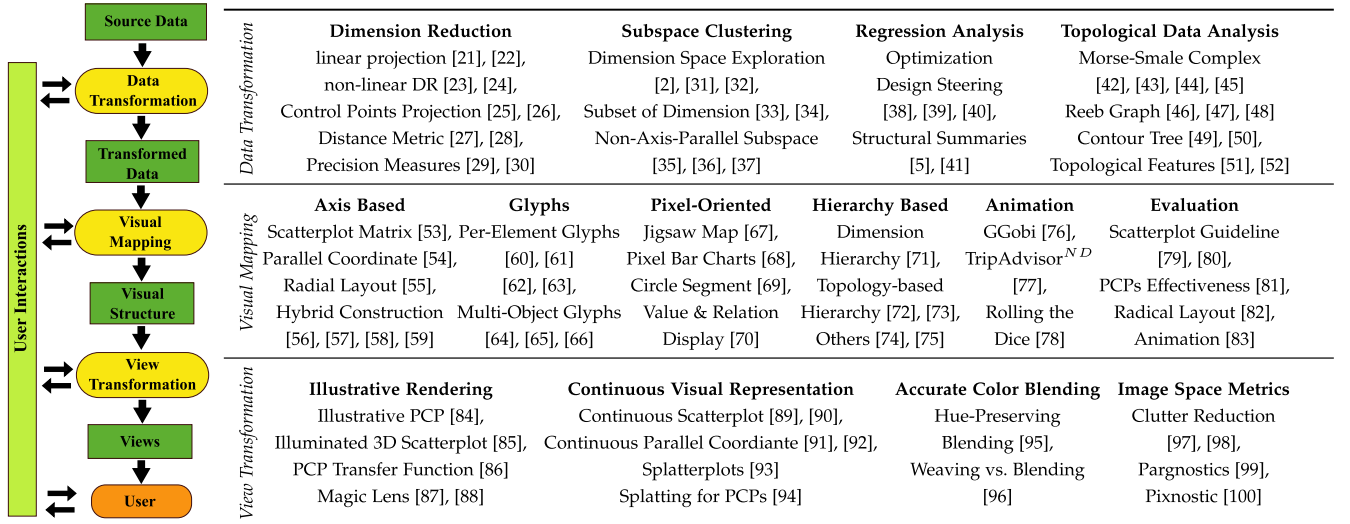 Source Data
Data
Transformation
Transformed
Data
Visual
Mapping
Visual
Structure
View
Transformation
Views
User
User Interactions
Data Transformation
Dimension Reduction
linear projection [21], [22],
non-linear DR [23], [24],
Control Points Projection [25], [26],
Distance Metric [27], [28],
Precision Measures [29], [30]
Subspace Clustering
Dimension Space Exploration
[2], [31], [32],
Subset of Dimension [33], [34],
Non-Axis-Parallel Subspace
[35], [36], [37]
Regression Analysis
Optimization
Design Steering
[38], [39], [40],
Structural Summaries
[5], [41]
Topological Data Analysis
Morse-Smale Complex
[42], [43], [44], [45]
Reeb Graph [46], [47], [48]
Contour Tree [49], [50],
Topological Features [51], [52]
Visual Mapping
Axis Based
Scatterplot Matrix [53],
Parallel Coordinate [54],
Radial Layout [55],
Hybrid Construction
[56], [57], [58], [59]
Glyphs
Per-Element Glyphs
[60], [61]
[62], [63],
Multi-Object Glyphs
[64], [65], [66]
Pixel-Oriented
Jigsaw Map [67],
Pixel Bar Charts [68],
Circle Segment [69],
Value & Relation
Display [70]
Hierarchy Based
Dimension
Hierarchy [71],
Topology-based
Hierarchy [72], [73],
Others [74], [75]
Animation
GGobi [76],
TripAdvisor^{ND}
[77],
Rolling the
Dice [78]
Evaluation
Scatterplot Guideline
[79], [80],
PCPs Effectiveness [81],
Radical Layout [82],
Animation [83]
View Transformation
Illustrative Rendering
Illustrative PCP [84],
Illuminated 3D Scatterplot [85],
PCP Transfer Function [86]
Magic Lens [87], [88]
Continuous Visual Representation
Continuous Scatterplot [89], [90],
Continuous Parallel Coordiante [91], [92],
Splatterplots [93]
Splatting for PCPs [94]
Accurate Color Blending
Hue-Preserving
Blending [95],
Weaving vs. Blending
[96]
Image Space Metrics
Clutter Reduction
[97], [98],
Pargnostics [99],
Pixnostic [100]